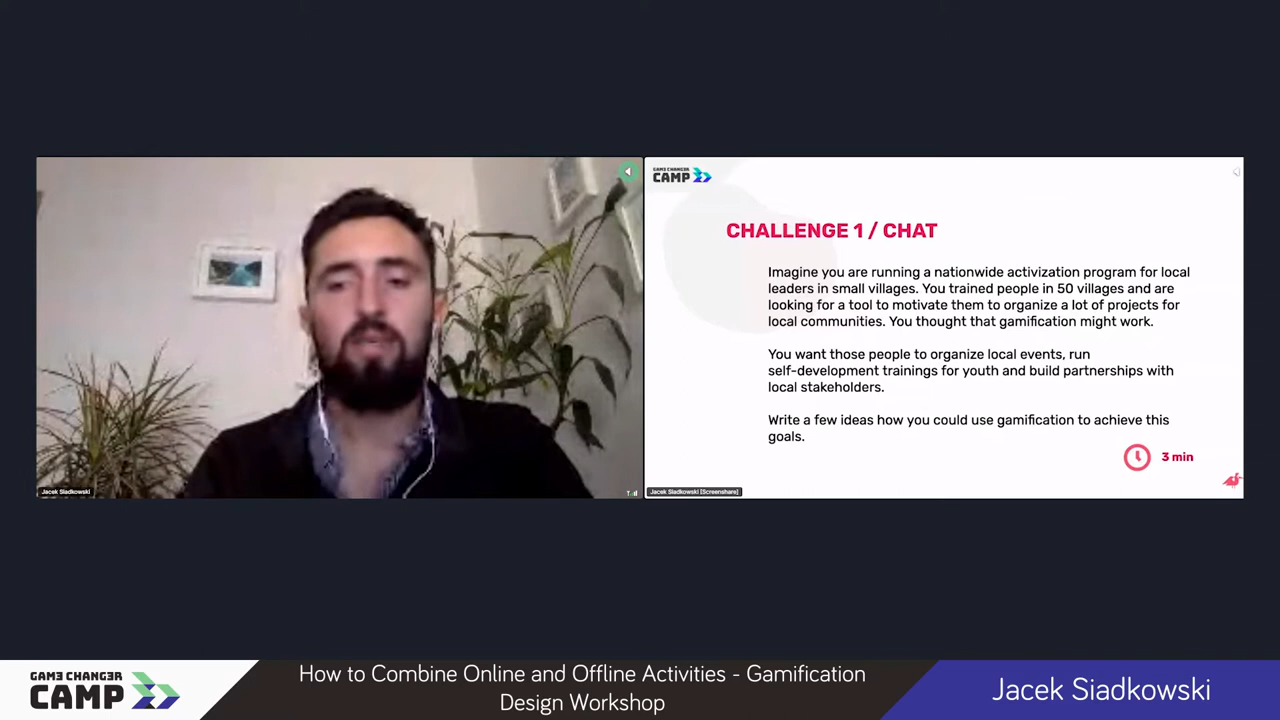 Jacek Siadkowski
GAM3 CHANG3R
CAMP
CHALLENGE 1 / CHAT
Imagine you are running a nationwide activization program for local
leaders in small villages. You trained people in 50 villages and are
looking for a tool to motivate them to organize a lot of projects for
local communities. You thought that gamification might work.
You want those people to organize local events, run
self-development trainings for youth and build partnerships with
local stakeholders.
Write a few ideas how you could use gamification to achieve this
goals.
3 min
Jacek Siadkowski [Screenshare]
GAM3 CHANG3R
CAMP
How to Combine Online and Offline Activities - Gamification
Design Workshop
Jacek Siadkowski